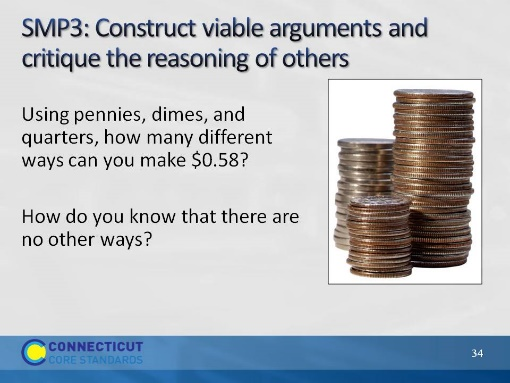 SMP3: Construct viable arguments and
critique the reasoning of others
Using pennies, dimes, and
quarters, how many different
ways can you make $0.58?
How do you know that there are
no other ways?
CONNECTICUT
CORE STANDARDS
34